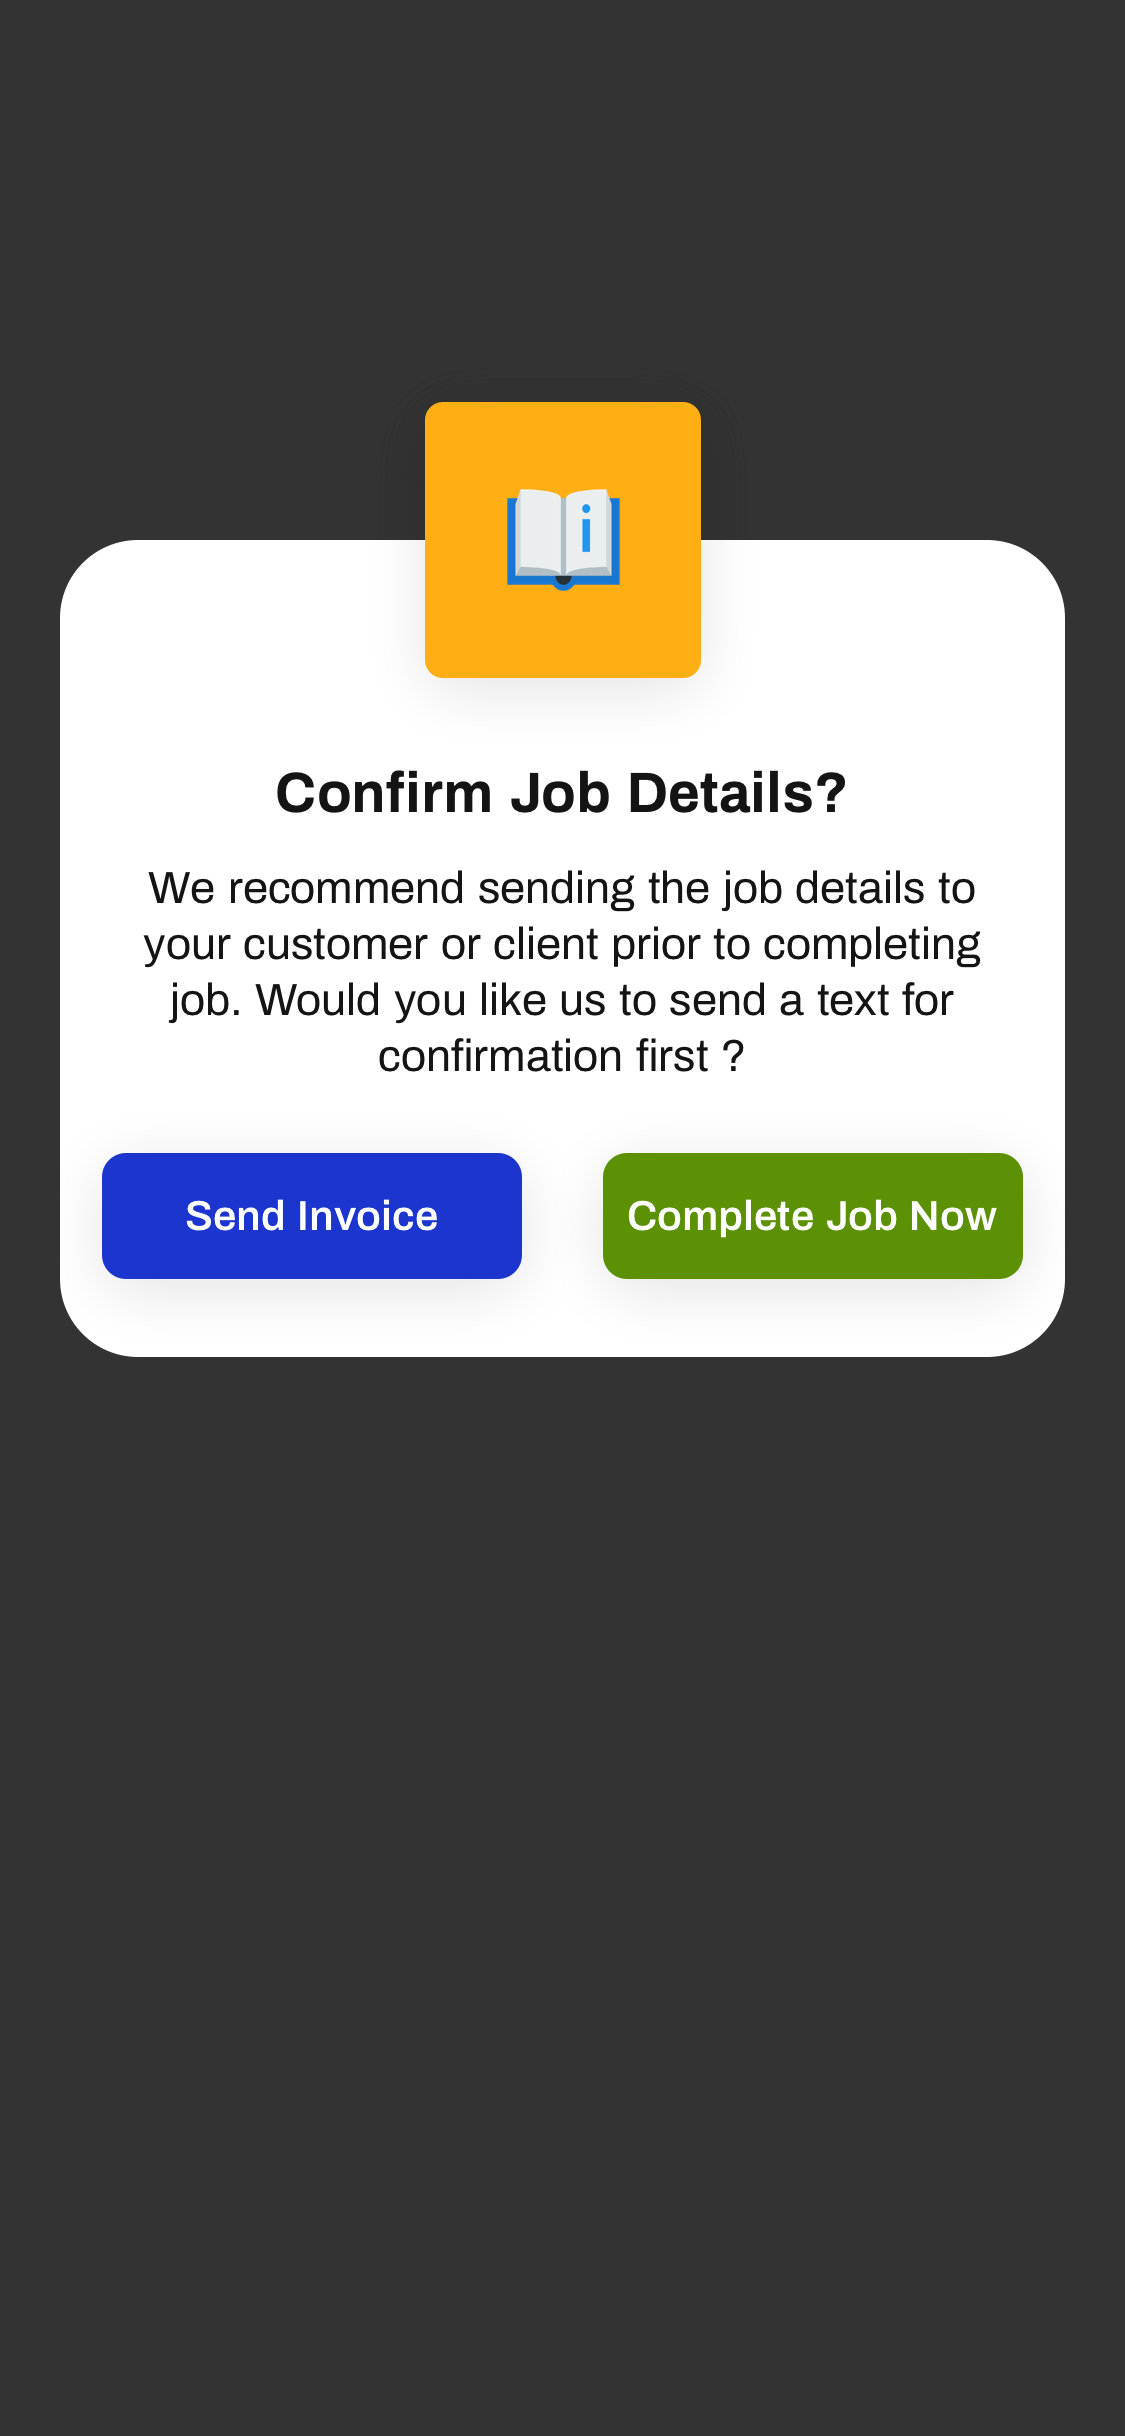 i
Confirm Job Details?
We recommend sending the job details to
your customer or client prior to completing
job. Would you like us to send a text for
confirmation first ?
Send Invoice
Complete Job Now